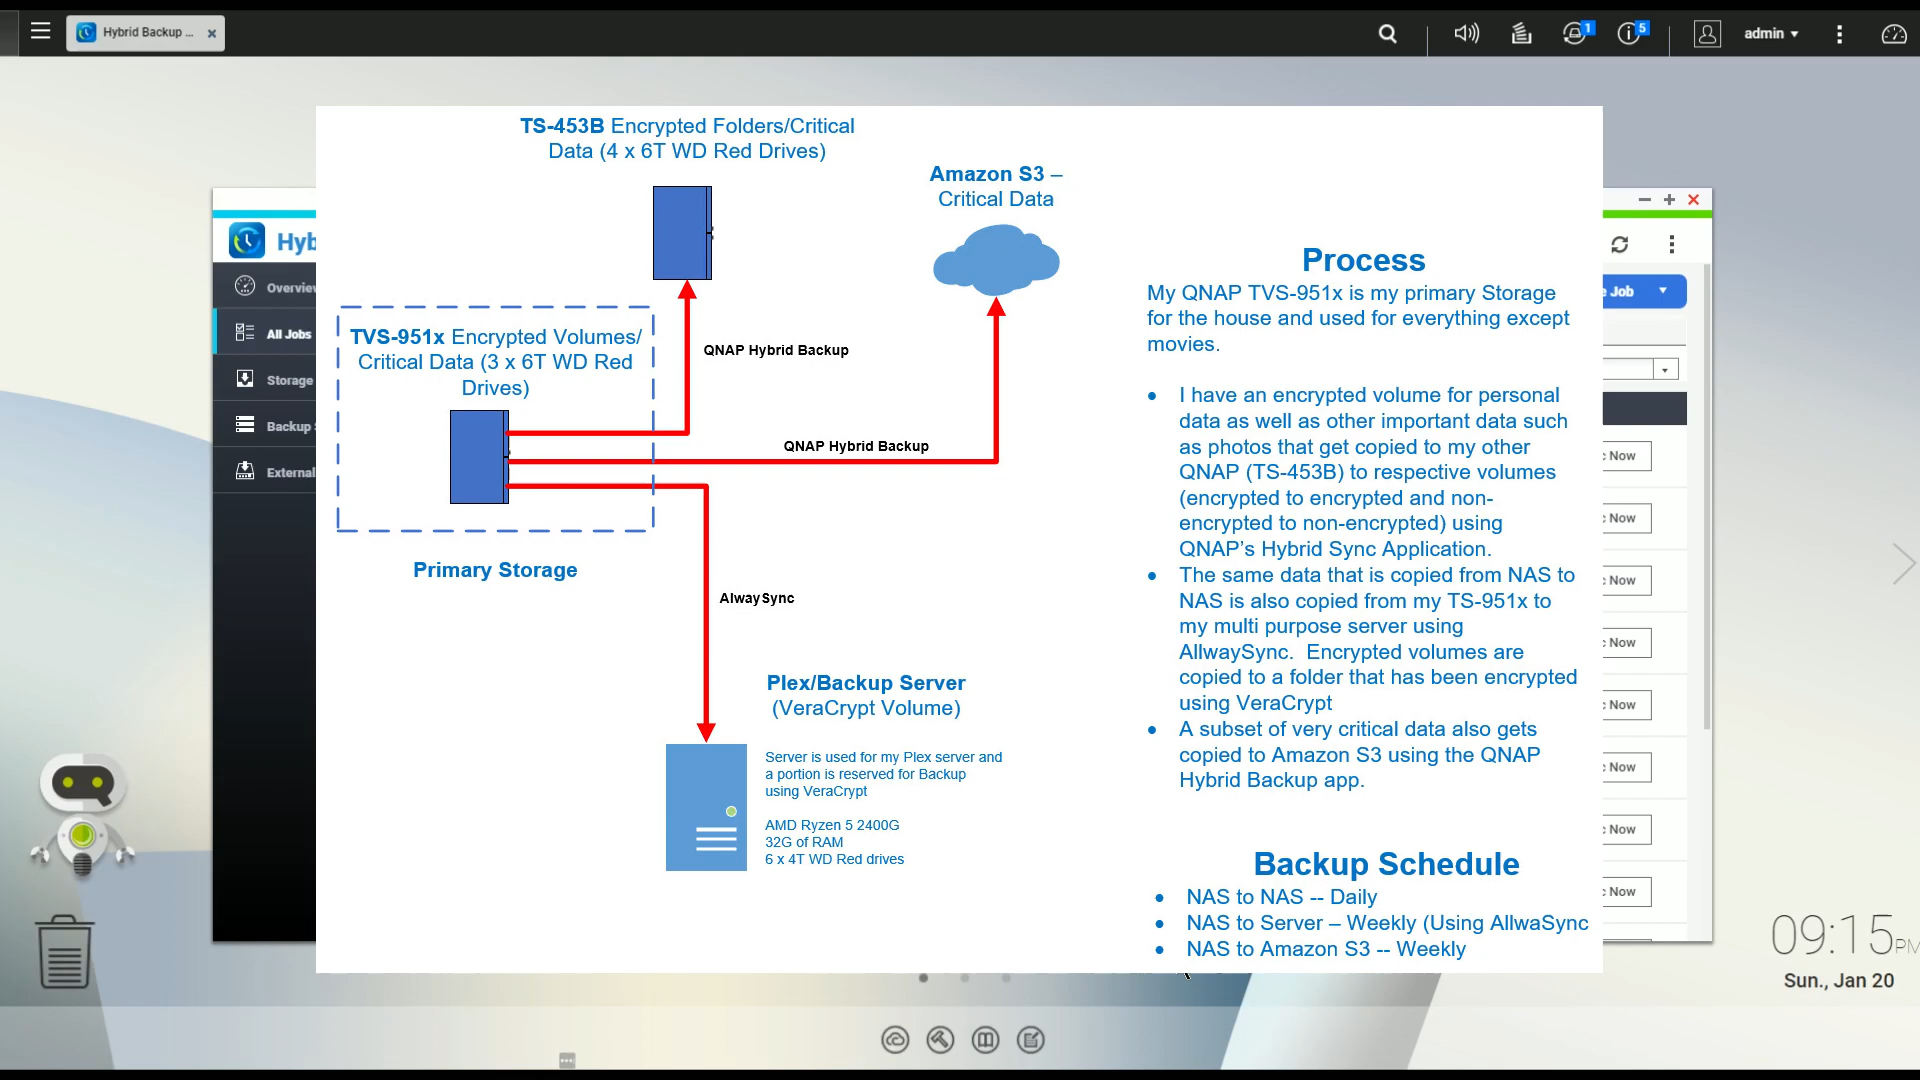 Hybrid Backup ...
1
5
admin
TS-453B Encrypted Folders/Critical
Data (4 x 6T WD Red Drives)
Amazon S3 –
Critical Data
Hyb
Overvie
All Jobs
Storage
Backup S
External
TVS-951x Encrypted Volumes/
Critical Data (3 x 6T WD Red
Drives)
QNAP Hybrid Backup
QNAP Hybrid Backup
Primary Storage
AlwaySync
Plex/Backup Server
(VeraCrypt Volume)
Server is used for my Plex server and
a portion is reserved for Backup
using VeraCrypt
AMD Ryzen 5 2400G
32G of RAM
6 x 4T WD Red drives
Process
My QNAP TVS-951x is my primary Storage
for the house and used for everything except
movies.
• I have an encrypted volume for personal
data as well as other important data such
as photos that get copied to my other
QNAP (TS-453B) to respective volumes
(encrypted to encrypted and non-
encrypted to non-encrypted) using
QNAP's Hybrid Sync Application.
• The same data that is copied from NAS to
NAS is also copied from my TS-951x to
my multi purpose server using
AllwaySync. Encrypted volumes are
copied to a folder that has been encrypted
using VeraCrypt
• A subset of very critical data also gets
copied to Amazon S3 using the QNAP
Hybrid Backup app.
Backup Schedule
• NAS to NAS -- Daily
• NAS to Server – Weekly (Using AllwaSync
• NAS to Amazon S3 -- Weekly
Job
Now
Now
Now
Now
Now
Now
Now
Now
09:15 PM
Sun., Jan 20